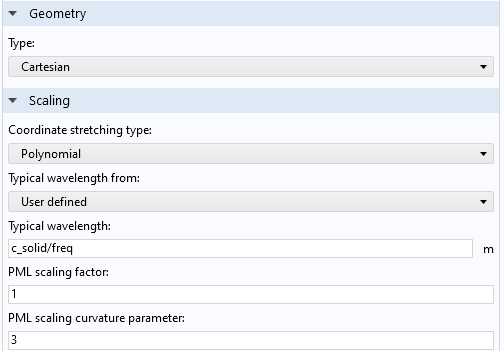 Geometry
Type:
Cartesian
Scaling
Coordinate stretching type:
Polynomial
Typical wavelength from:
User defined
Typical wavelength:
c_solid/freq m
PML scaling factor:
1
PML scaling curvature parameter:
3